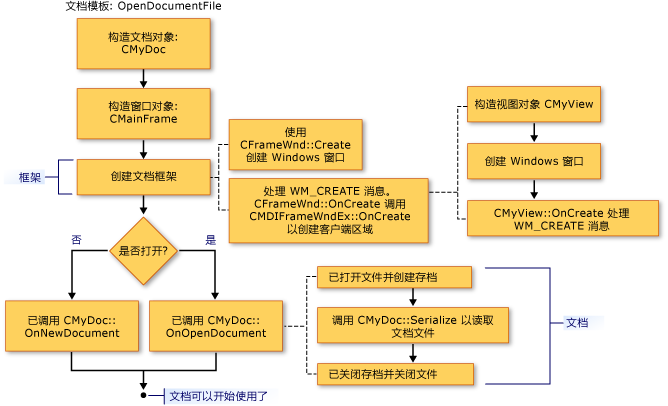 文档模板: OpenDocumentFile
构造文档对象:
CMyDoc
构造窗口对象:
CMainFrame
框架
创建文档框架
使用
CFrameWnd::Create
创建 Windows 窗口
处理 WM_CREATE 消息。
CFrameWnd::OnCreate 调用
CMDIFrameWndEx::OnCreate
以创建客户端区域
构造视图对象 CMyView
创建 Windows 窗口
CMyView::OnCreate 处理
WM_CREATE 消息
否
是否打开?
是
已调用 CMyDoc::
OnNewDocument
已调用 CMyDoc::
OnOpenDocument
已打开文件并创建存档
调用 CMyDoc::Serialize 以读取
文档文件
已关闭存档并关闭文件
文档
文档可以开始使用了